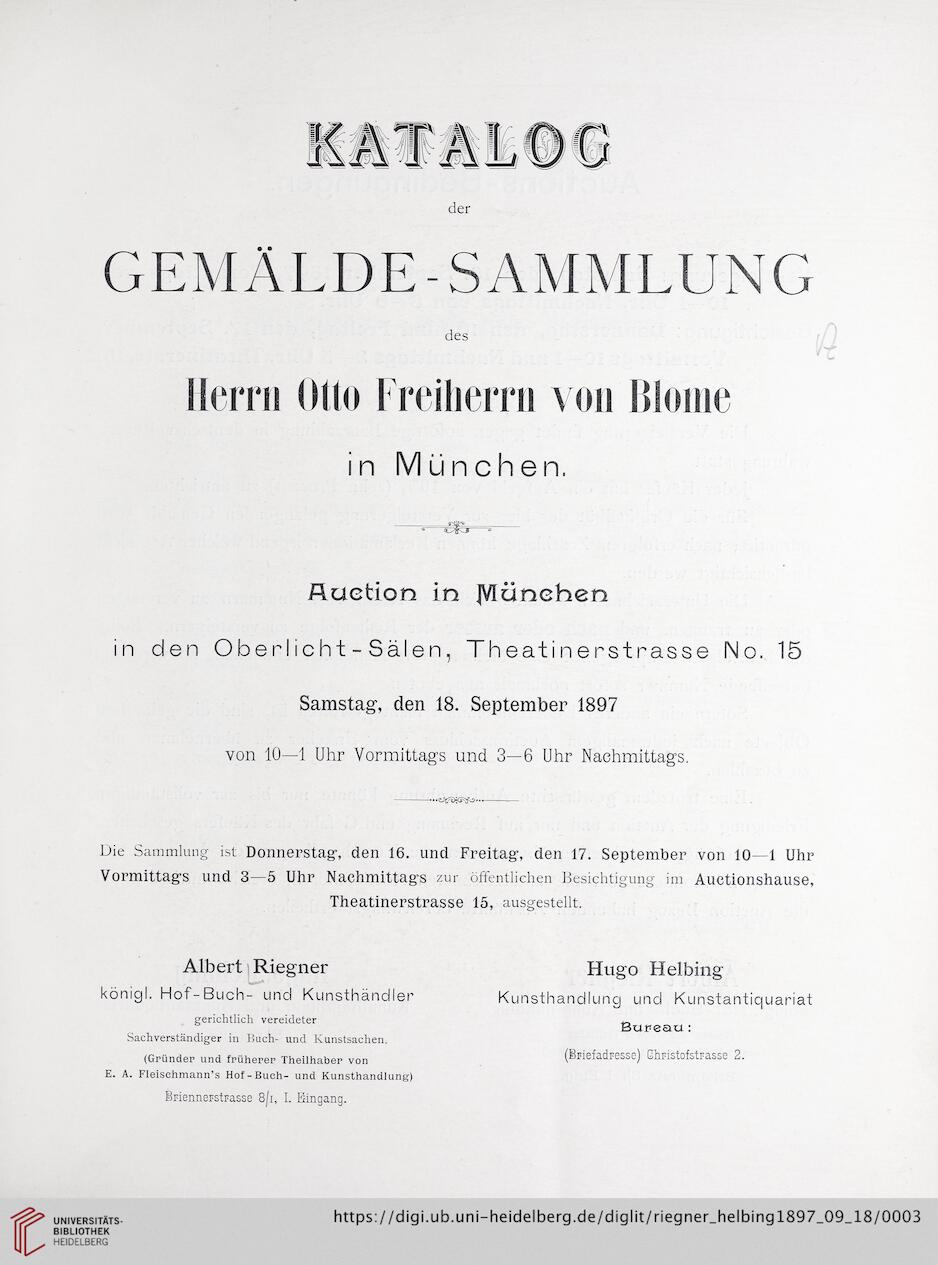 KATALOG
der
GEMÄLDE-SAMMLUNG
des
Herrn Otto Freiherrn von Blome
in München.
Auction in München
in den Oberlicht-Sälen, Theatinerstrasse No. 15
Samstag, den 18. September 1897
von 10—1 Uhr Vormittags und 3—6 Uhr Nachmittags.
Die Sammlung ist Donnerstag, den 16. und Freitag, den 17. September von 10—1 Uhr
Vormittags und 3—5 Uhr Nachmittags zur öffentlichen Besichtigung im Auctionshause,
Theatinerstrasse 15, ausgestellt.
Albert Riegner
königl. Hof-Buch- und Kunsthändler
gerichtlich vereideter
Sachverständiger in Buch- und Kunstsachen.
(Gründer und früherer Theilhaber von
E. A. Fleischmann's Hof-Buch- und Kunsthandlung)
Briennerstrasse 8/I, I. Eingang.
Hugo Helbing
Kunsthandlung und Kunstantiquariat
Bureau:
(Briefadresse) Christofstrasse 2.
UNIVERSITÄTS-
BIBLIOTHEK
HEIDELBERG
https://digi.ub.uni-heidelberg.de/diglit/riegner_helbing1897_09_18/0003